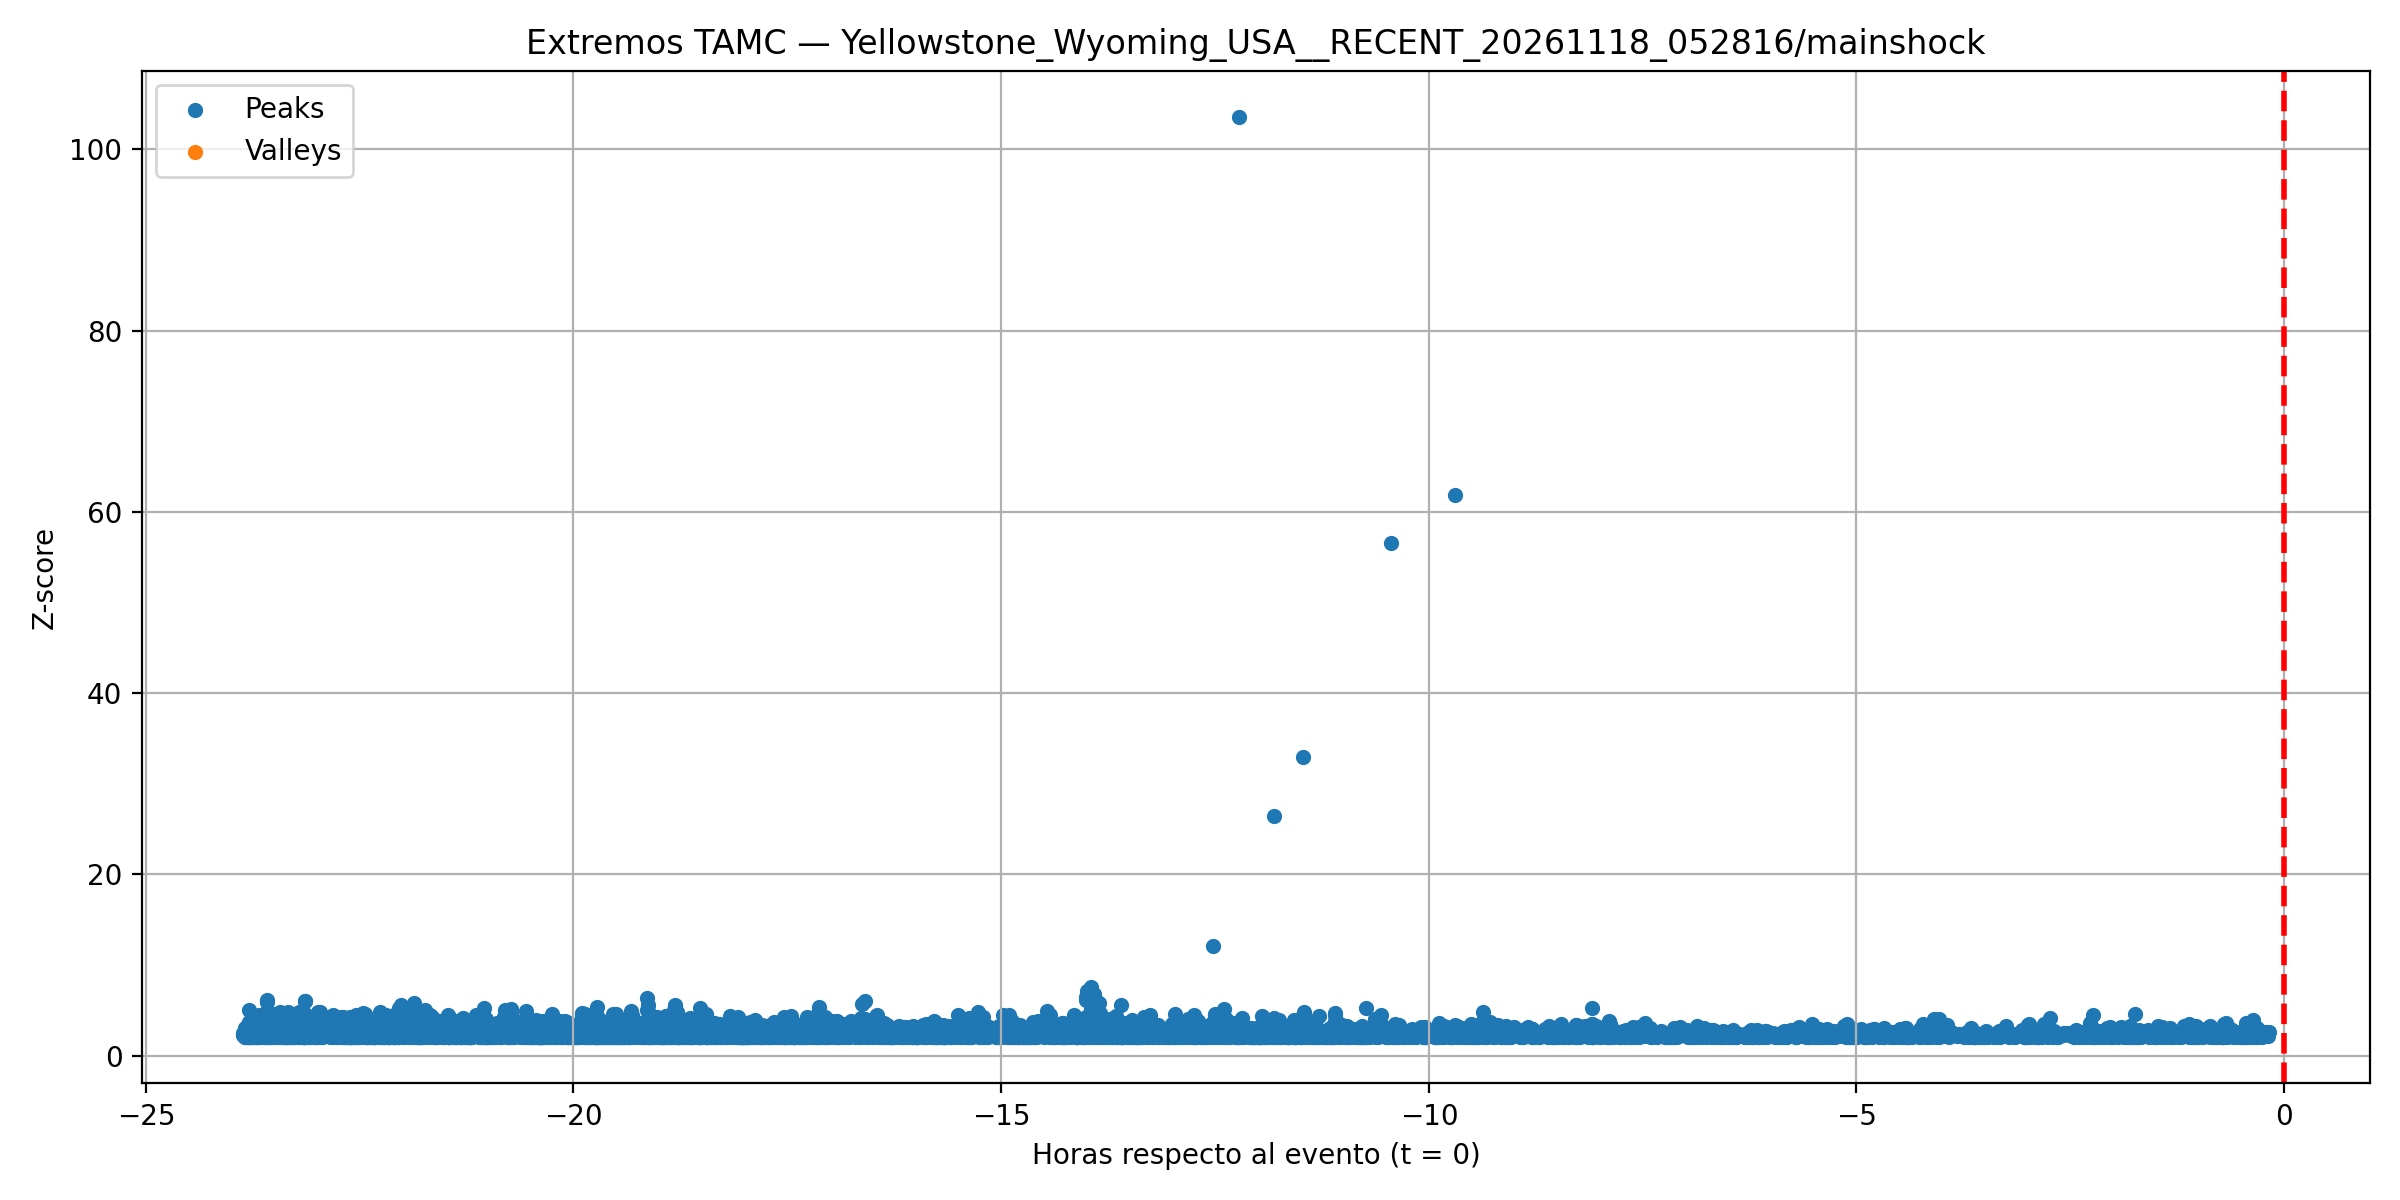 Extremos TAMC — Yellowstone_Wyoming_USA__RECENT_20261118_052816/mainshock
Peaks
Valleys
100
80
60
40
20
0
Z-score
−25
−20
−15
−10
−5
0
Horas respecto al evento (t = 0)